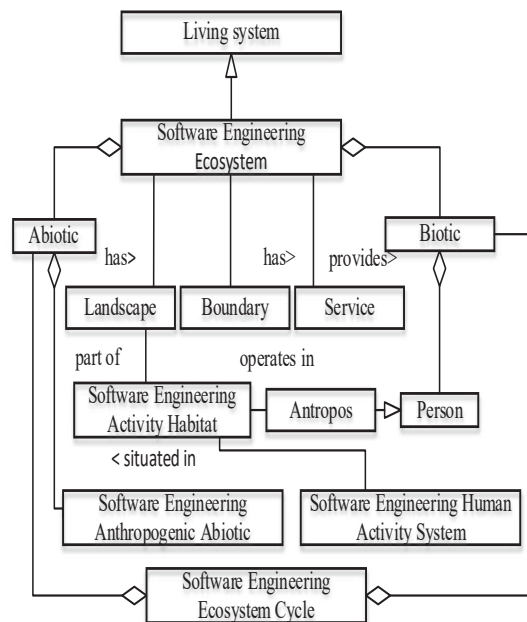 Living system
Software Engineering
Ecosystem
Abiotic
Biotic
has>
has>
provides>
Landscape
Boundary
Service
part of
operates in
Software Engineering
Activity Habitat
Antropos
Person
< situated in
Software Engineering
Anthropogenic Abiotic
Software Engineering Human
Activity System
Software Engineering
Ecosystem Cycle